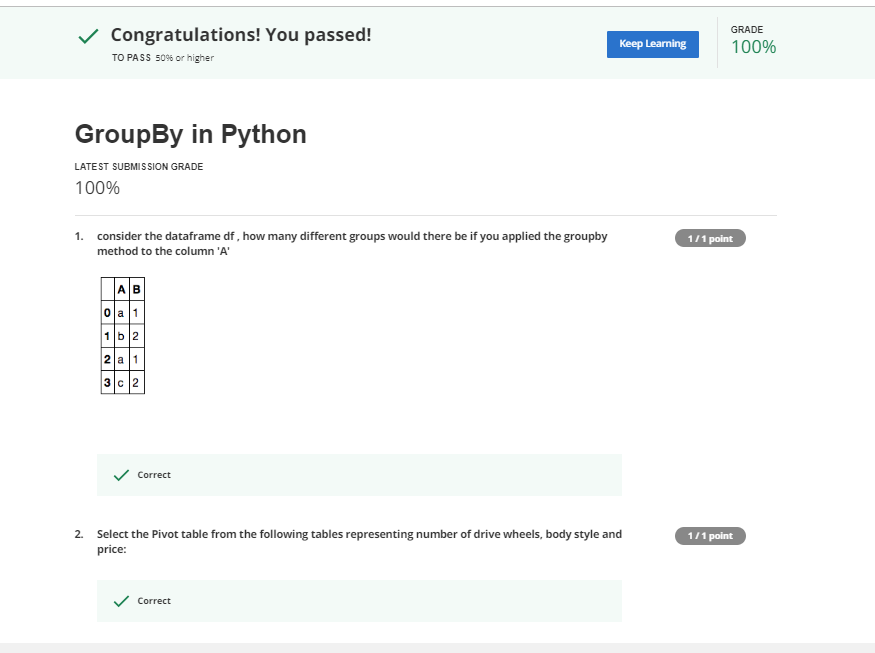 Congratulations! You passed!
TO PASS 50% or higher
Keep Learning
GRADE
100%
GroupBy in Python
LATEST SUBMISSION GRADE
100%
1. consider the dataframe df , how many different groups would there be if you applied the groupby
method to the column 'A'
1 / 1 point
A B
0 a 1
1 b 2
2 a 1
3 c 2
Correct
2. Select the Pivot table from the following tables representing number of drive wheels, body style and
price:
1 / 1 point
Correct